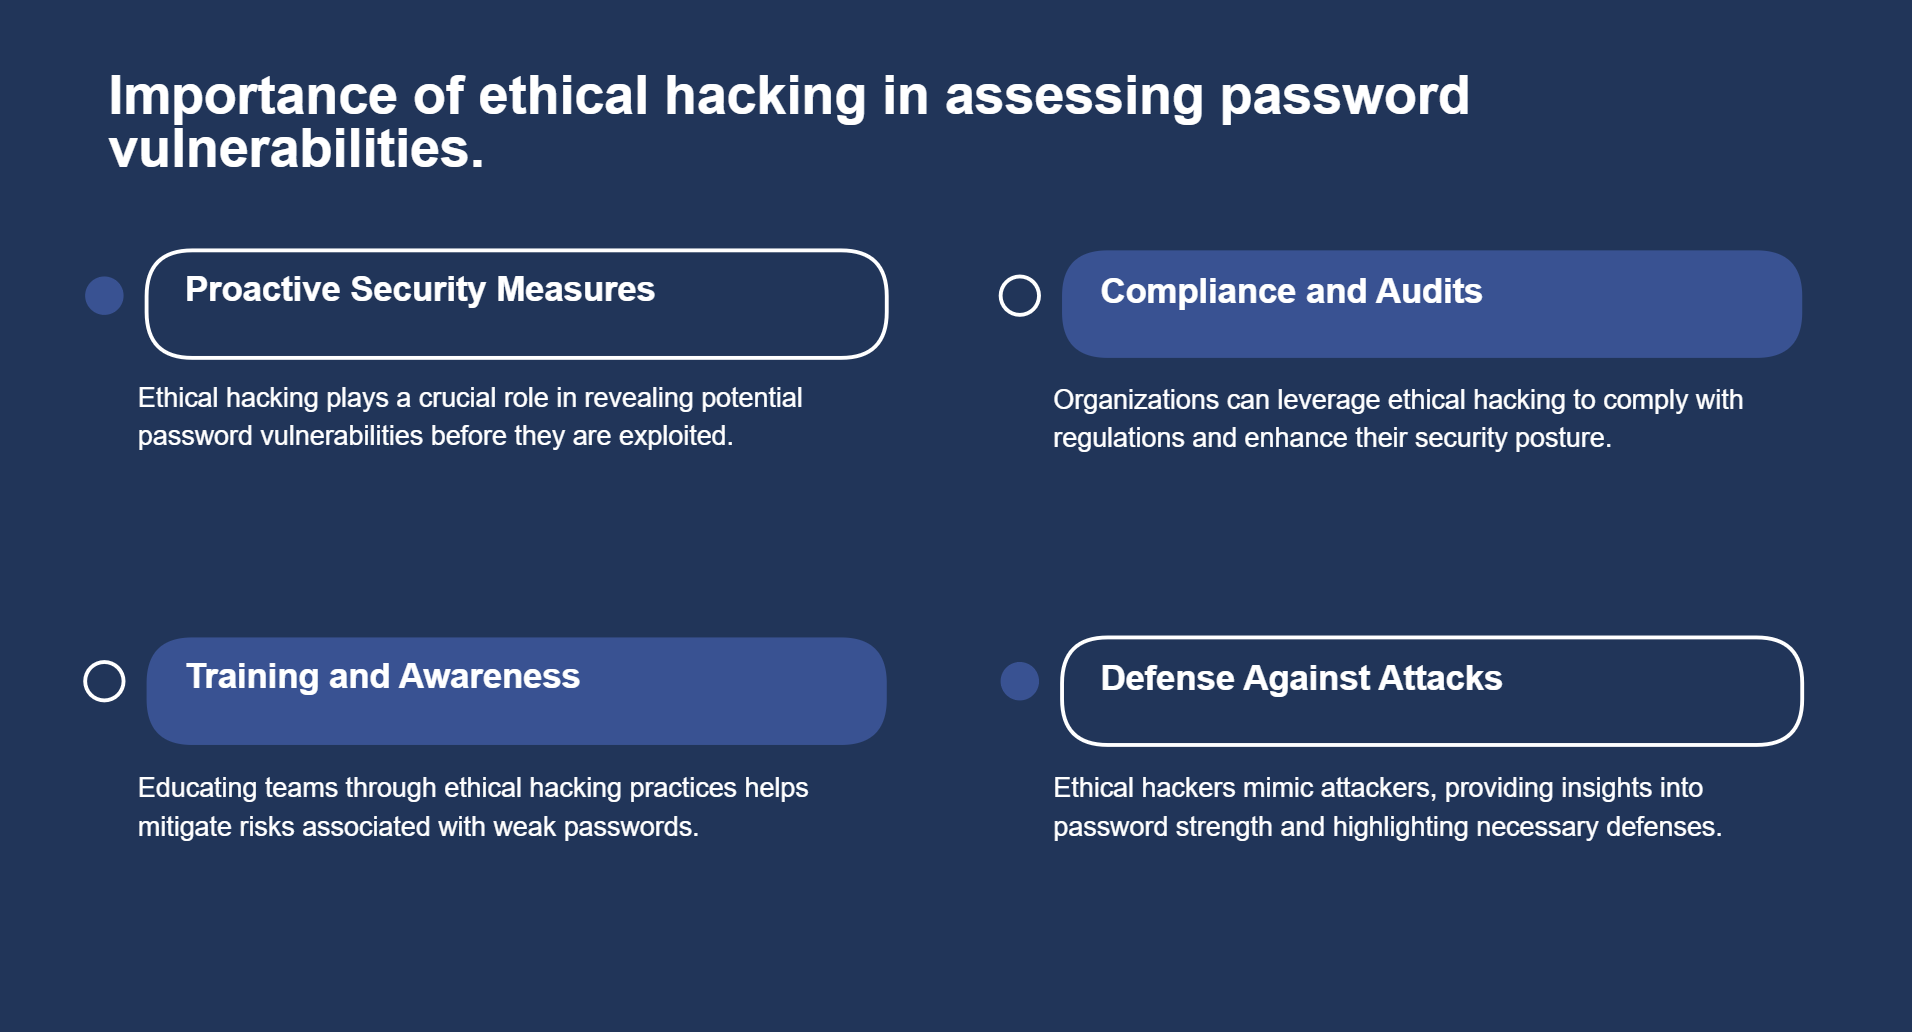 Importance of ethical hacking in assessing password
vulnerabilities.
Proactive Security Measures
Ethical hacking plays a crucial role in revealing potential
password vulnerabilities before they are exploited.
Compliance and Audits
Organizations can leverage ethical hacking to comply with
regulations and enhance their security posture.
Training and Awareness
Educating teams through ethical hacking practices helps
mitigate risks associated with weak passwords.
Defense Against Attacks
Ethical hackers mimic attackers, providing insights into
password strength and highlighting necessary defenses.